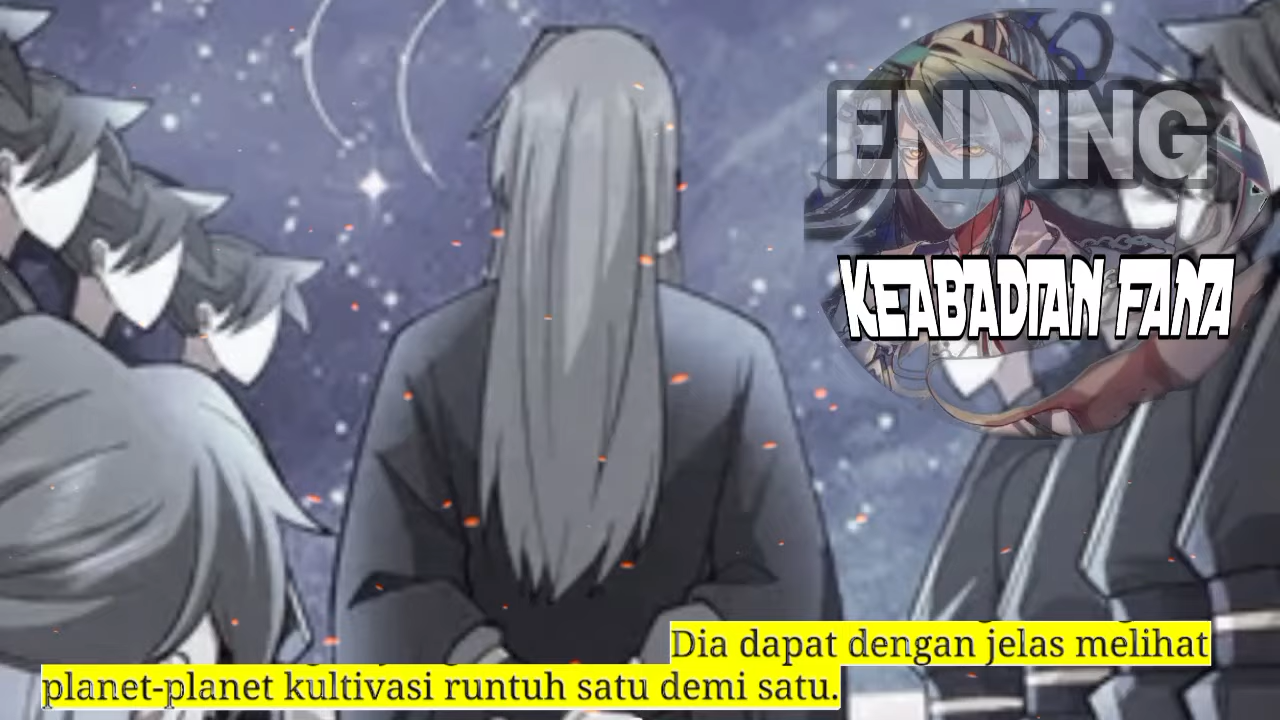 ENDING
KEABADIAN FANA
Dia dapat dengan jelas melihat
planet-planet kultivasi runtuh satu demi satu.